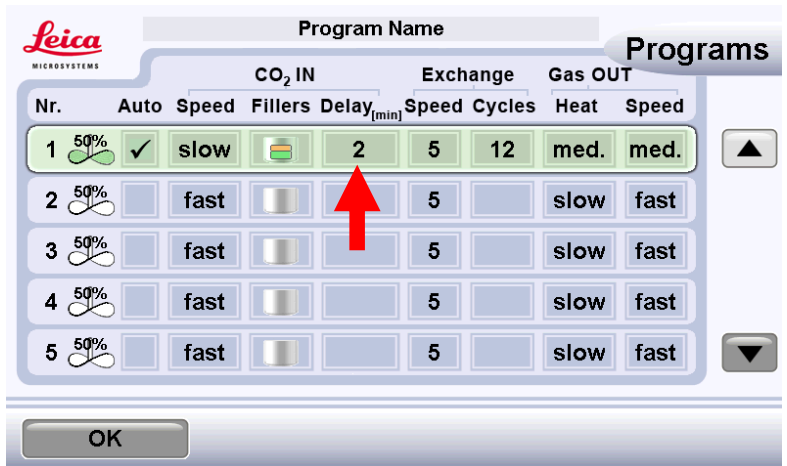 Leica
MICROSYSTEMS
Program Name
Programs
CO₂ IN Exchange Gas OUT
Nr. Auto Speed Fillers Delay[min] Speed Cycles Heat Speed
1 50% ✓ slow 2 5 12 med. med.
2 50% fast 5 slow fast
3 50% fast 5 slow fast
4 50% fast 5 slow fast
5 50% fast 5 slow fast
OK